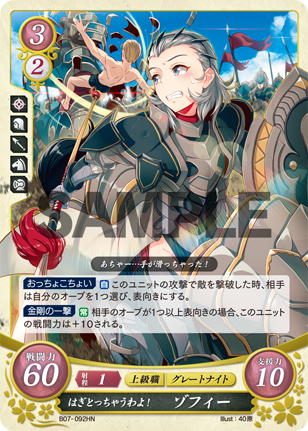 3
2
SAMPLE
あちゃー…手が滑っちゃった!
おっちょこちょい 自 このユニットの攻撃で敵を撃破した時、相手
は自分のオーブを1つ選び、表向きにする。
金剛の一撃 常 相手のオーブが1つ以上表向きの場合、このユニット
の戦闘力は+10される。
戦闘力
60
射程 1 上級職 グレートナイト
支援力
10
はぎとっちゃうわよ! ゾフィー
B07-092HN
Illust:40原